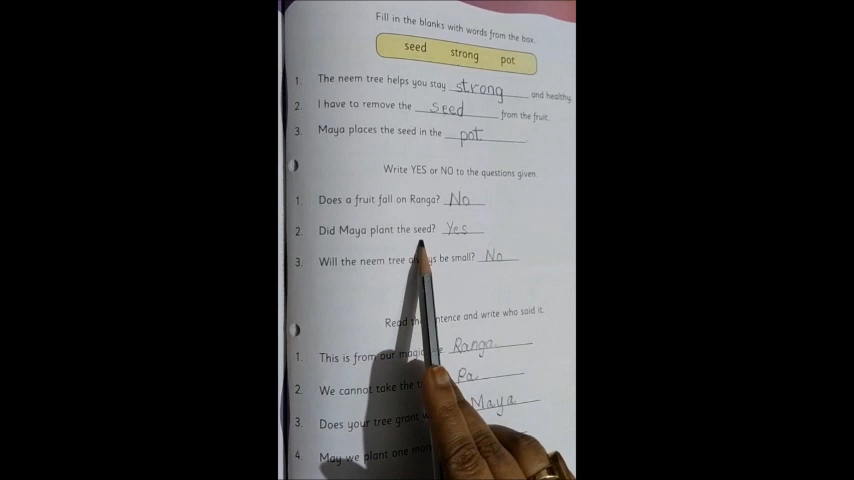 Fill in the blanks with words from the box.
seed strong pot
1. The neem tree helps you stay strong and healthy.
2. I have to remove the seed from the fruit.
3. Maya places the seed in the pot.
Write YES or NO to the questions given.
1. Does a fruit fall on Ranga? No
2. Did Maya plant the seed? Yes
3. Will the neem tree be small? No
Read the sentence and write who said it.
1. This is from our magic Ranga
2. We cannot take the Pa
3. Does your tree grant Maya
4. May we plant one